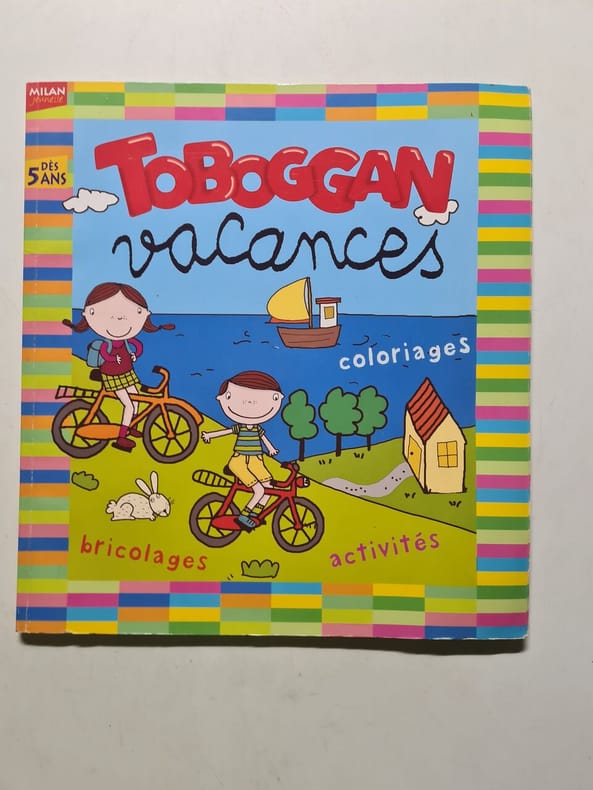 MILAN
jeunesse
DÈS
5 ANS
TOBOGGAN
vacances
coloriages
bricolages
activités